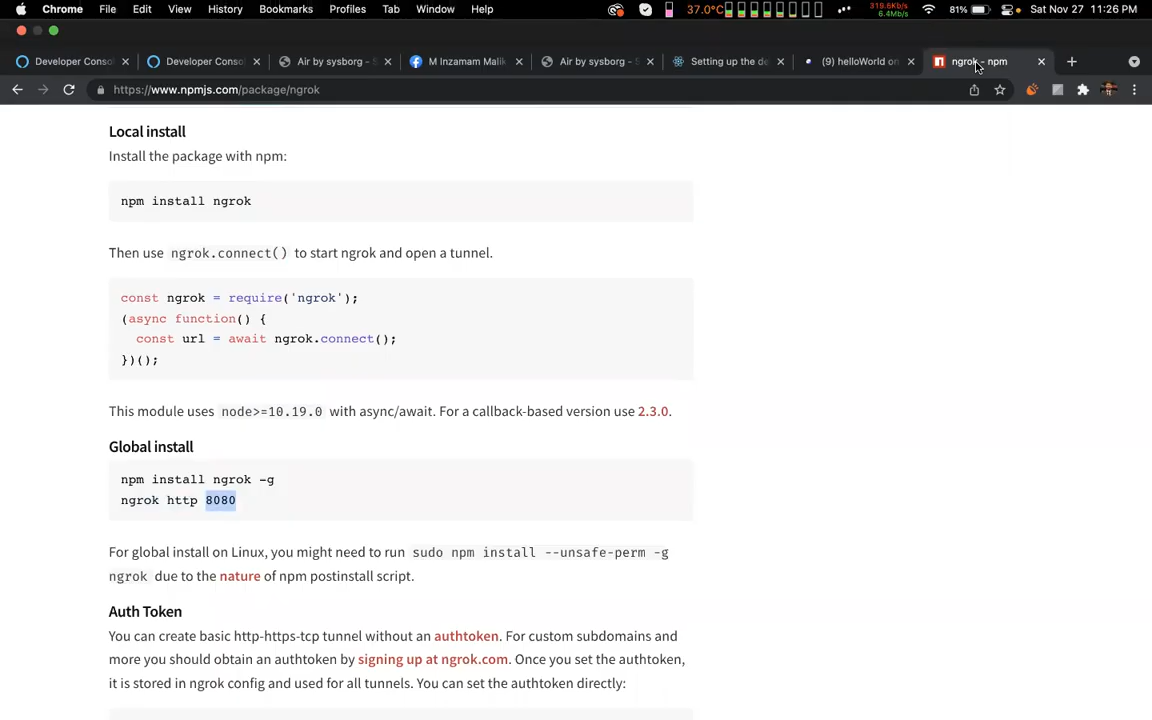 Chrome File Edit View History Bookmarks Profiles Tab Window Help 37.0°C 319.6Kb/s 6.4Mb/s 81% Sat Nov 27 11:26 PM
Developer Conso Developer Conso Air by sysborg - S M Inzamam Malik Air by sysborg - S Setting up the de (9) helloWorld on ngrok - npm
https://www.npmjs.com/package/ngrok
Local install
Install the package with npm:
npm install ngrok
Then use ngrok.connect() to start ngrok and open a tunnel.
const ngrok = require('ngrok');
(async function() {
const url = await ngrok.connect();
})();
This module uses node>=10.19.0 with async/await. For a callback-based version use 2.3.0.
Global install
npm install ngrok -g
ngrok http 8080
For global install on Linux, you might need to run sudo npm install --unsafe-perm -g
ngrok due to the nature of npm postinstall script.
Auth Token
You can create basic http-https-tcp tunnel without an authtoken. For custom subdomains and
more you should obtain an authtoken by signing up at ngrok.com. Once you set the authtoken,
it is stored in ngrok config and used for all tunnels. You can set the authtoken directly: